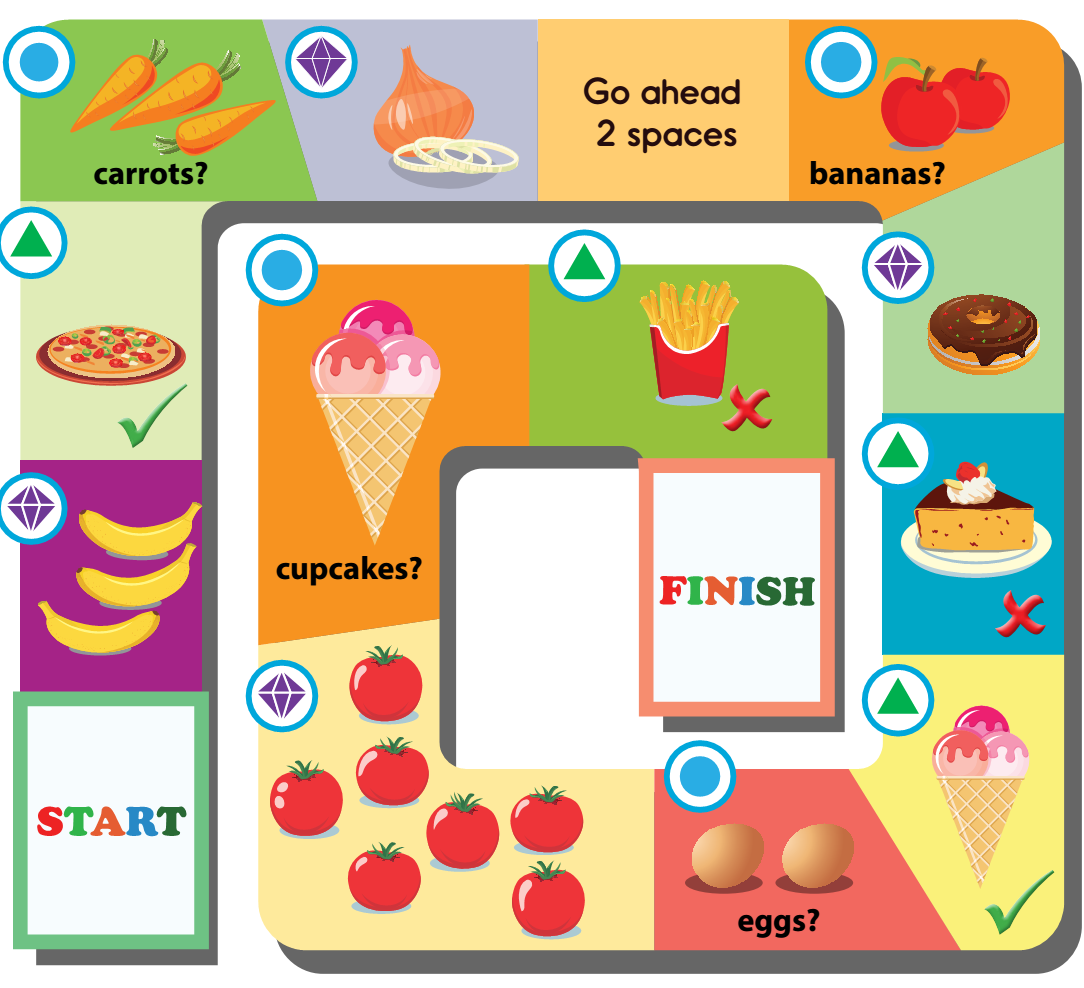 carrots?
Go ahead
2 spaces
bananas?
cupcakes?
FINISH
START
eggs?